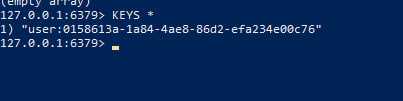 (empty array)
127.0.0.1:6379> KEYS *
1) "user:0158613a-1a84-4ae8-86d2-efa234e00c76"
127.0.0.1:6379>